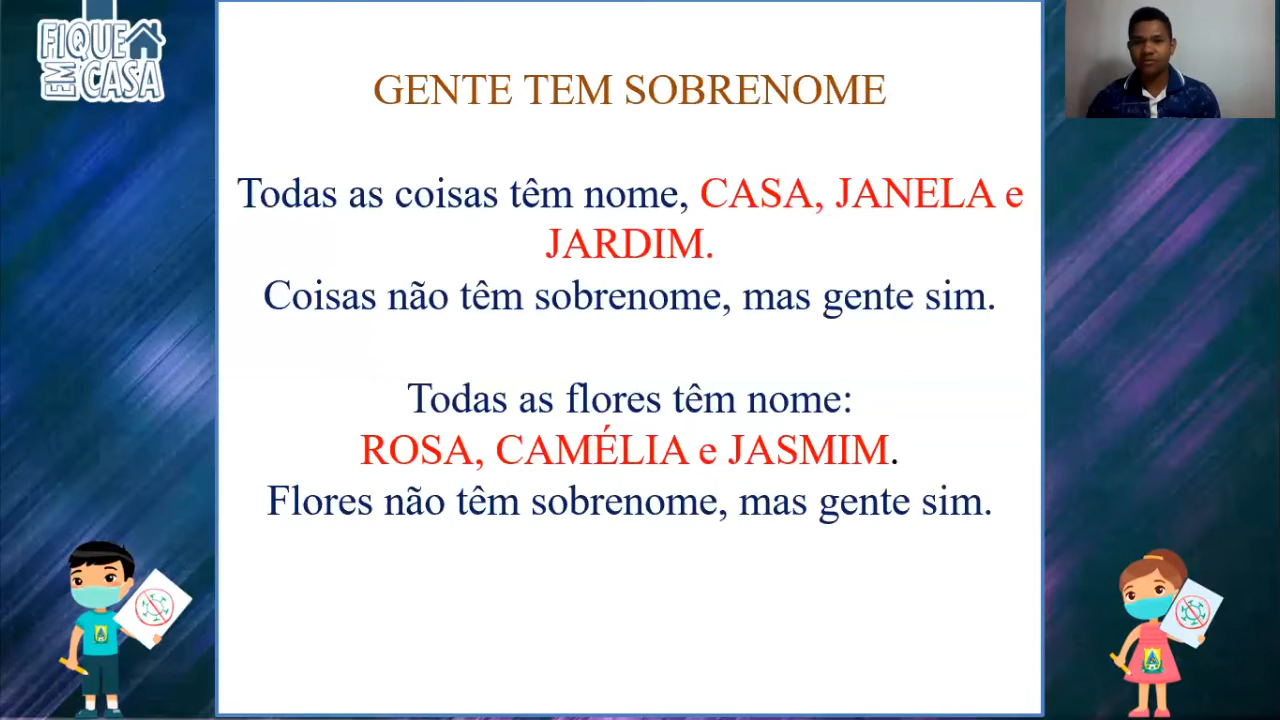 FIQUE
EM CASA
GENTE TEM SOBRENOME
Todas as coisas têm nome, CASA, JANELA e
JARDIM.
Coisas não têm sobrenome, mas gente sim.
Todas as flores têm nome:
ROSA, CAMÉLIA e JASMIM.
Flores não têm sobrenome, mas gente sim.